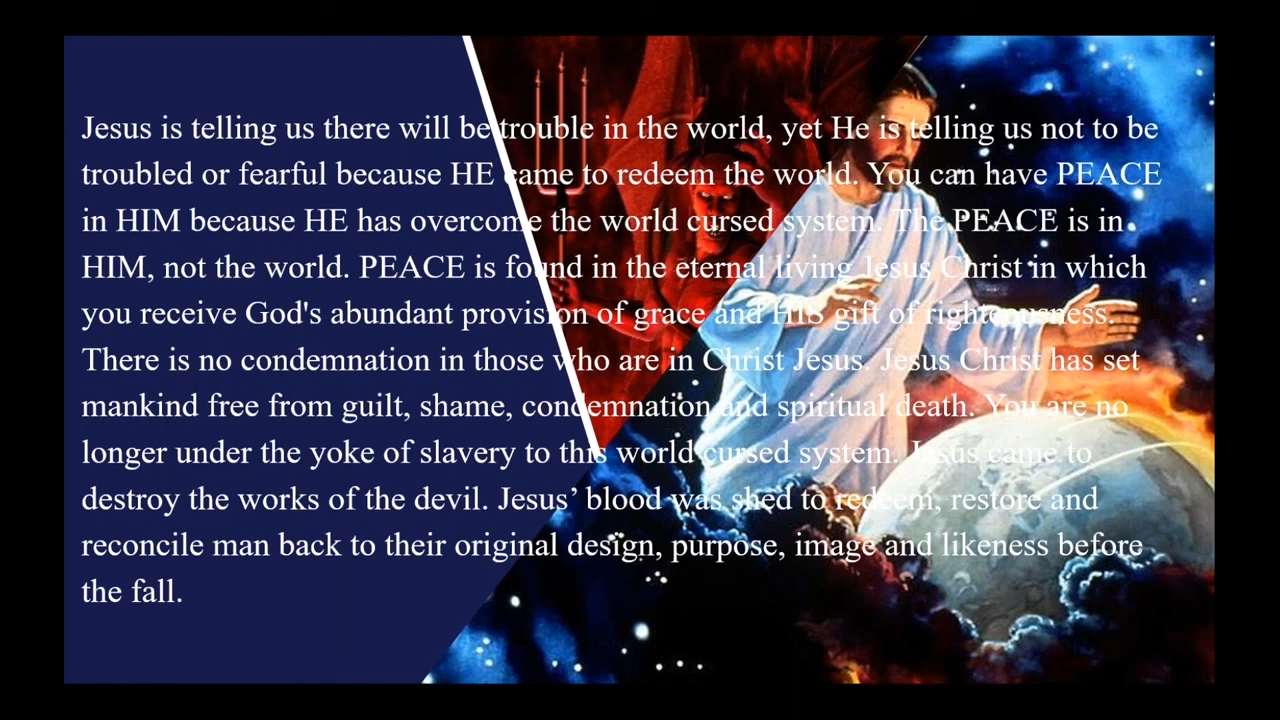 Jesus is telling us there will be trouble in the world, yet He is telling us not to be
troubled or fearful because HE came to redeem the world. You can have PEACE
in HIM because HE has overcome the world cursed system. The PEACE is in
HIM, not the world. PEACE is found in the eternal living Jesus Christ in which
you receive God's abundant provision of grace and HIS gift of righteousness.
There is no condemnation in those who are in Christ Jesus. Jesus Christ has set
mankind free from guilt, shame, condemnation and spiritual death. You are no
longer under the yoke of slavery to this world cursed system. Jesus came to
destroy the works of the devil. Jesus’ blood was shed to redeem, restore and
reconcile man back to their original design, purpose, image and likeness before
the fall.